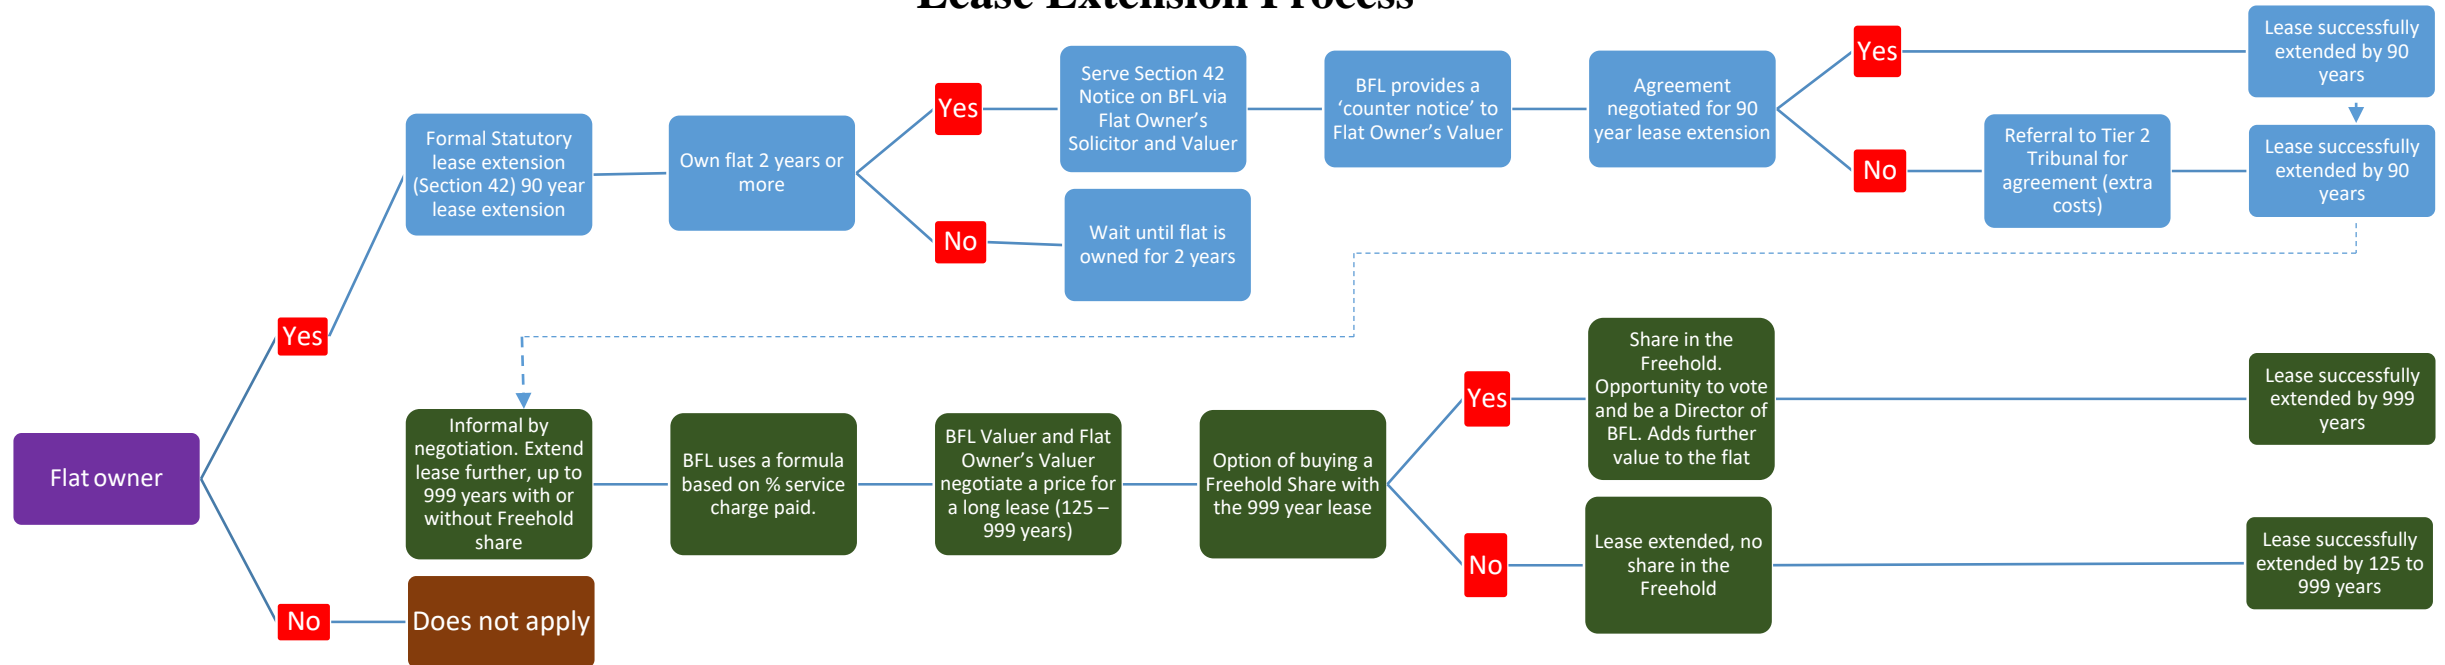 Lease Extension Process
Lease successfully
extended by 90
years
Yes
Serve Section 42
Notice on BFL via
Flat Owner's
Solicitor and Valuer
BFL provides a
‘counter notice’ to
Flat Owner’s Valuer
Agreement
negotiated for 90
year lease extension
Yes
Formal Statutory
lease extension
(Section 42) 90 year
lease extension
Own flat 2 years or
more
Referral to Tier 2
Tribunal for
agreement (extra
costs)
Lease successfully
extended by 90
years
No
No
Wait until flat is
owned for 2 years
Yes
Share in the
Freehold.
Opportunity to vote
and be a Director of
BFL. Adds further
value to the flat
Lease successfully
extended by 999
years
Yes
Flat owner
Informal by
negotiation. Extend
lease further, up to
999 years with or
without Freehold
share
BFL uses a formula
based on % service
charge paid.
BFL Valuer and Flat
Owner’s Valuer
negotiate a price for
a long lease (125 –
999 years)
Option of buying a
Freehold Share with
the 999 year lease
No
Lease extended, no
share in the
Freehold
Lease successfully
extended by 125 to
999 years
No
Does not apply